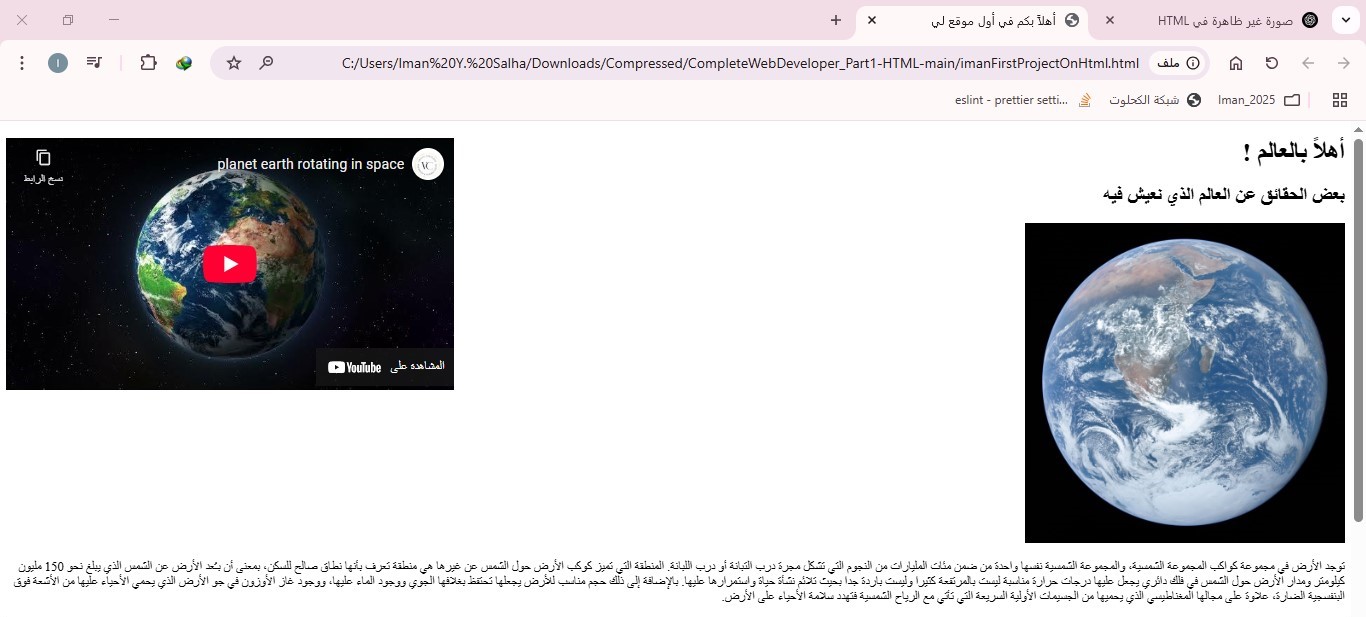 صورة غير ظاهرة في HTML
أهلاً بكم في أول موقع لي
ملف
C:/Users/Iman%20Y.%20Salha/Downloads/Compressed/CompleteWebDeveloper_Part1-HTML-main/imanFirstProjectOnHtml.html
I
Iman_2025
شبكة الكحلوت
eslint - prettier setti...
أهلاً بالعالم !
بعض الحقائق عن العالم الذي نعيش فيه
planet earth rotating in space
VC
نسخ الرابط
المشاهدة على YouTube
توجد الأرض في مجموعة كواكب المجموعة الشمسية، والمجموعة الشمسية نفسها واحدة من ضمن مئات المليارات من النجوم التي تشكل مجرة درب التبانة أو درب اللبانة. المنطقة التي تميز كوكب الأرض حول الشمس عن غيرها هي منطقة تعرف بأنها نطاق صالح للسكن، بمعنى أن بعد الأرض عن الشمس الذي يبلغ نحو 150 مليون
كيلومتر ومدار الأرض حول الشمس في فلك دائري يجعل عليها درجات حرارة مناسبة ليست بالمرتفعة كثيرا وليست باردة جدا بحيث تلائم نشأة حياة واستمرارها عليها. بالإضافة إلى ذلك حجم مناسب للأرض يجعلها تحتفظ بغلافها الجوي ووجود الماء عليها، ووجود غاز الأوزون في جو الأرض الذي يحمي الأحياء عليها من الأشعة فوق
البنفسجية الضارة، علاوة على مجالها المغناطيسي الذي يحميها من الجسيمات الأولية السريعة التي تأتي مع الرياح الشمسية فتهدد سلامة الأحياء على الأرض.